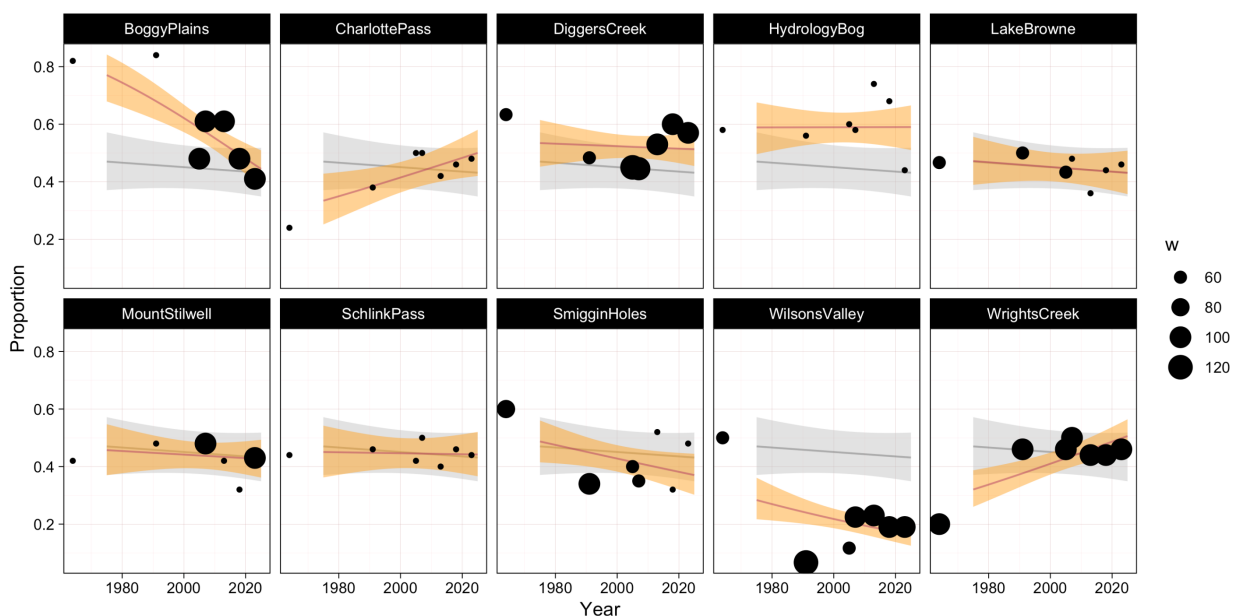 BoggyPlains CharlottePass DiggersCreek HydrologyBog LakeBrowne
0.8
0.6
0.4
0.2
MountStilwell SchlinkPass SmigginHoles WilsonsValley WrightsCreek
0.8
0.6
0.4
0.2
1980 2000 2020 1980 2000 2020 1980 2000 2020 1980 2000 2020 1980 2000 2020
Year
Proportion
w
60
80
100
120